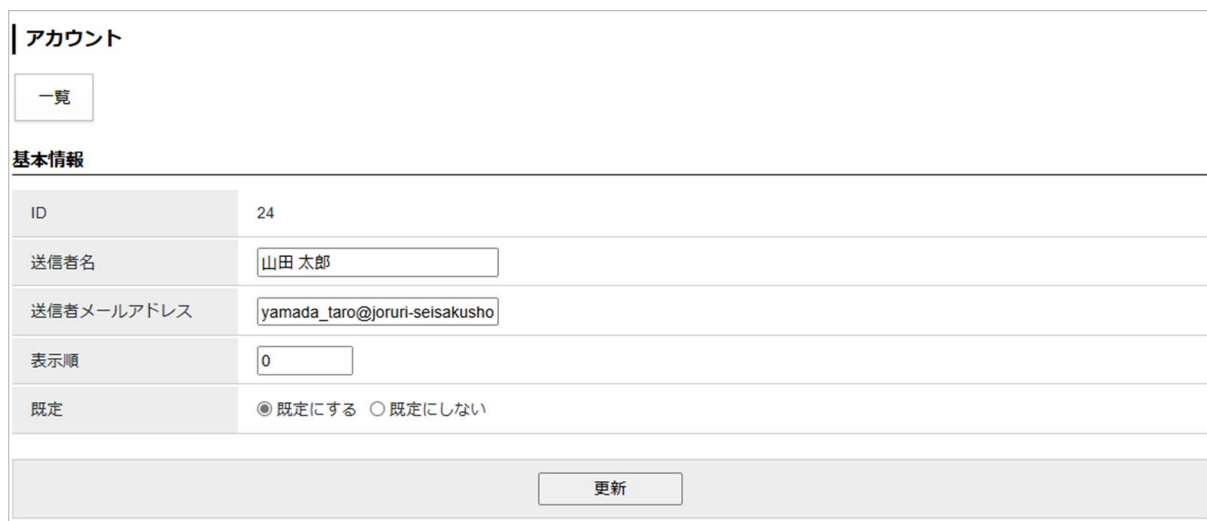 アカウント
一覧
基本情報
ID 24
送信者名 山田 太郎
送信者メールアドレス yamada_taro@joruri-seisakusho
表示順 0
既定 既定にする 既定にしない
更新